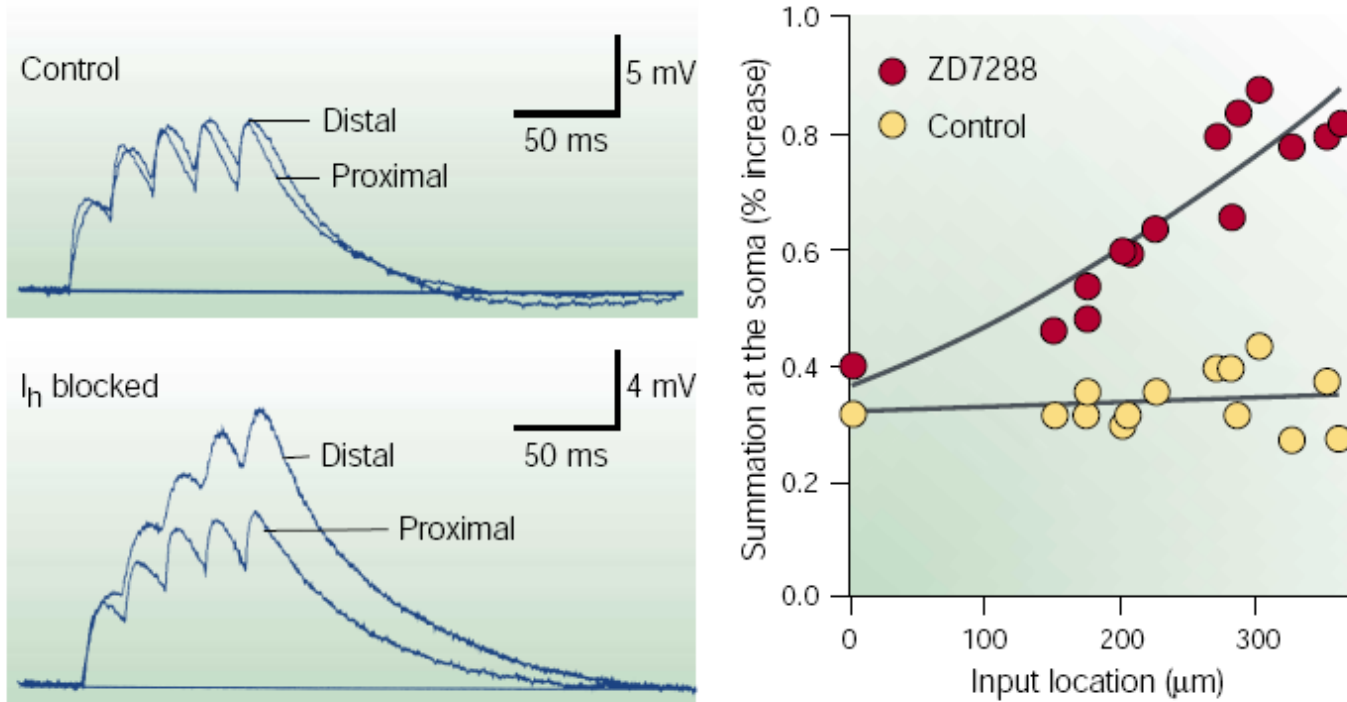 Control
5 mV
50 ms
Distal
Proximal
I_h blocked
4 mV
50 ms
Distal
Proximal
Summation at the soma (% increase)
1.0
0.8
0.6
0.4
0.2
0.0
ZD7288
Control
0
100
200
300
Input location (μm)